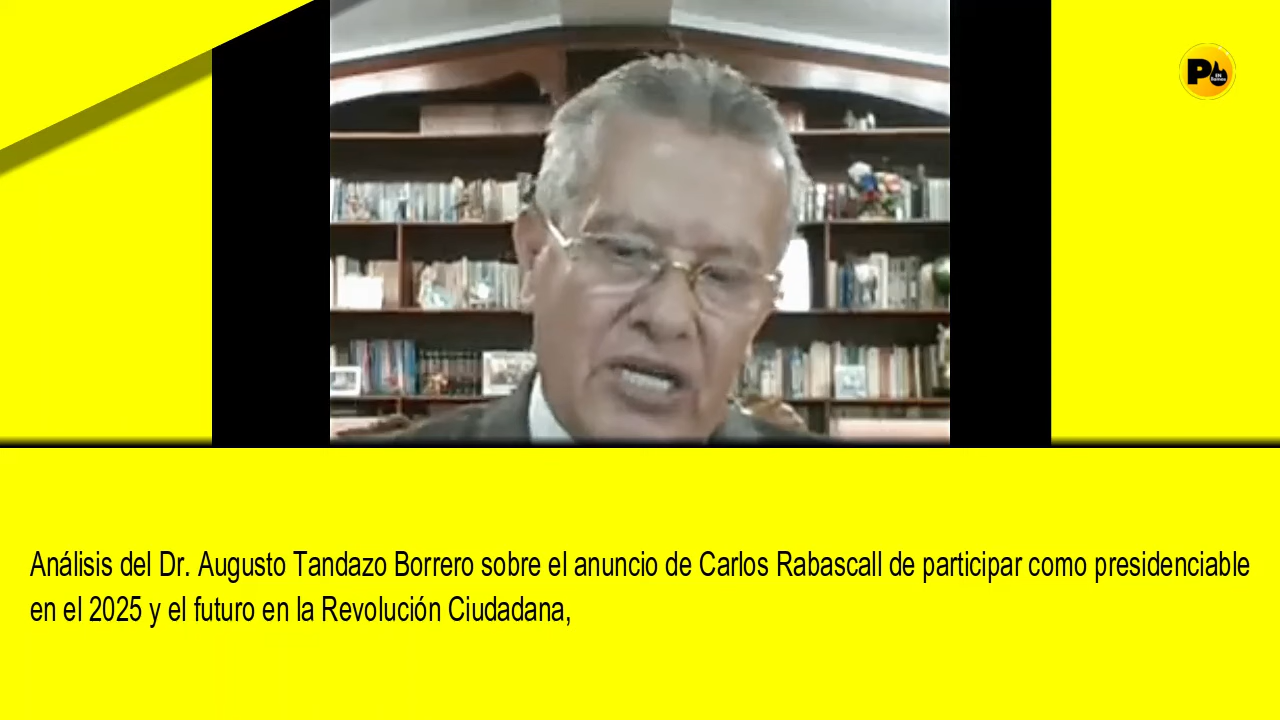 P
EN
Análisis del Dr. Augusto Tandazo Borrero sobre el anuncio de Carlos Rabascall de participar como presidenciable
en el 2025 y el futuro en la Revolución Ciudadana,